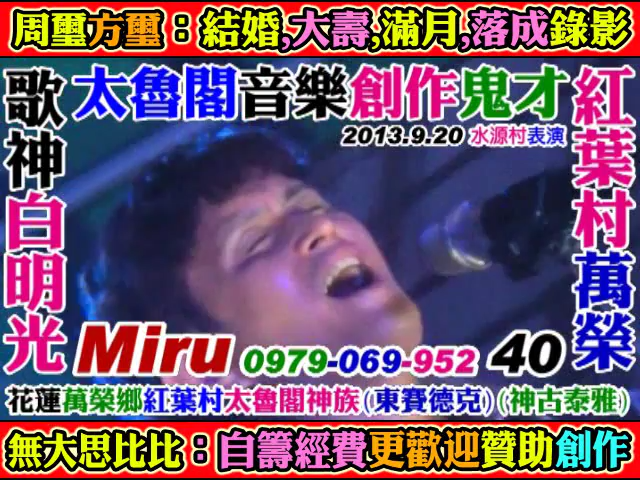 周璽方璽：結婚,大壽,滿月,落成錄影
太魯閣音樂創作鬼才
2013.9.20 水源村表演
歌神白明光
紅葉村萬榮
Miru 0979-069-952 40
花蓮萬榮鄉紅葉村太魯閣神族(東賽德克)(神古泰雅)
無大思比比：自籌經費更歡迎贊助創作